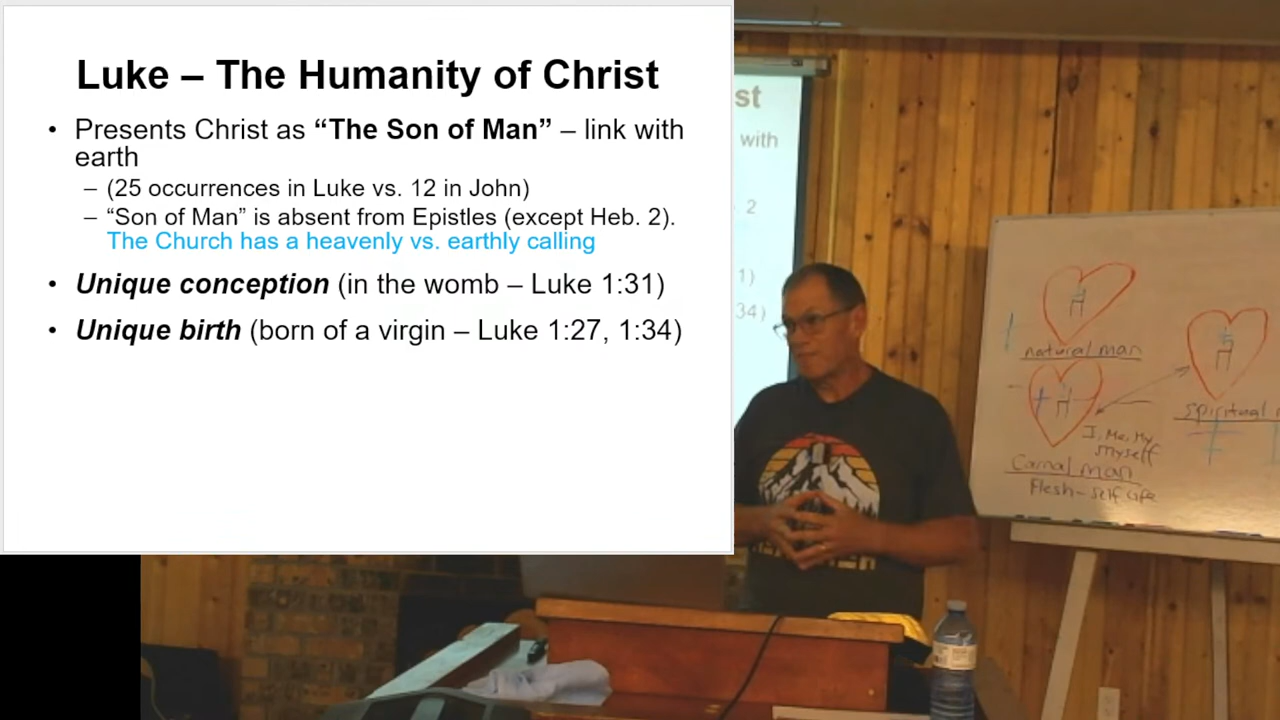 Luke – The Humanity of Christ
• Presents Christ as “The Son of Man” – link with
earth
– (25 occurrences in Luke vs. 12 in John)
– “Son of Man” is absent from Epistles (except Heb. 2).
The Church has a heavenly vs. earthly calling
• Unique conception (in the womb – Luke 1:31)
• Unique birth (born of a virgin – Luke 1:27, 1:34)
st
with
. 2
1)
34)
natural man
spiritual
I, Me, My
Myself
Carnal man
Flesh – self life